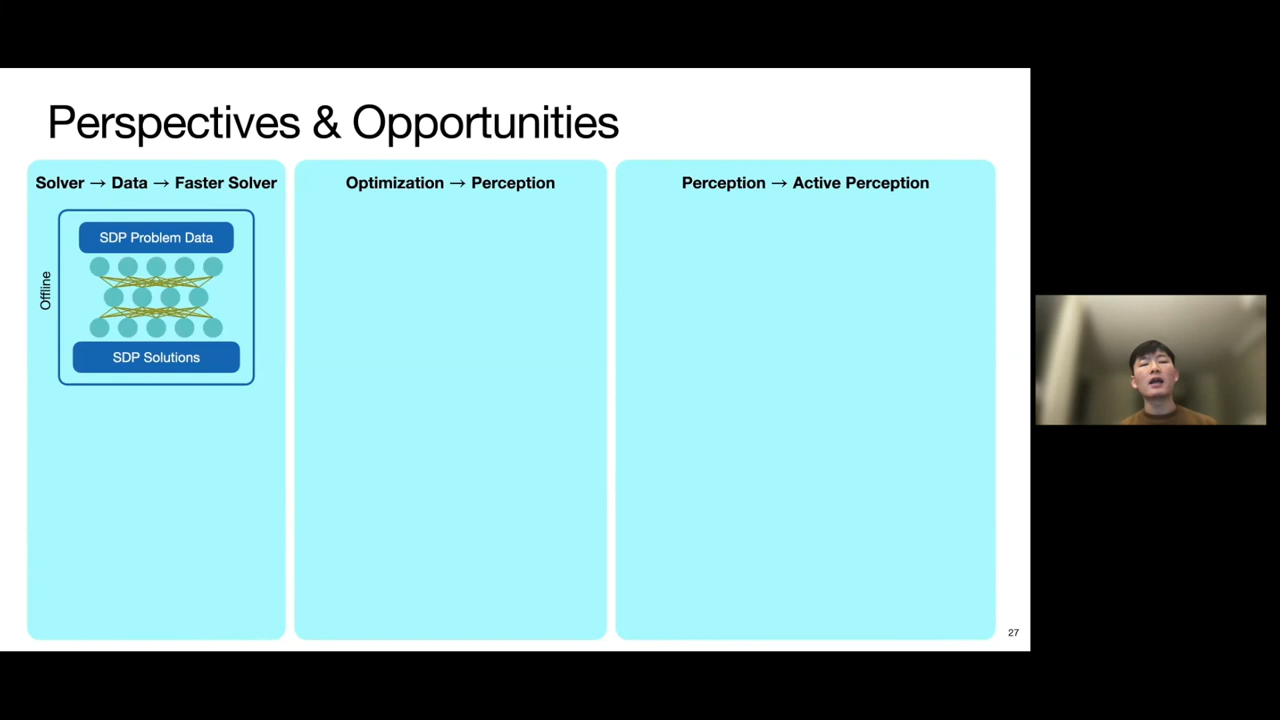 Perspectives & Opportunities
Solver → Data → Faster Solver
Offline
SDP Problem Data
SDP Solutions
Optimization → Perception
Perception → Active Perception
27